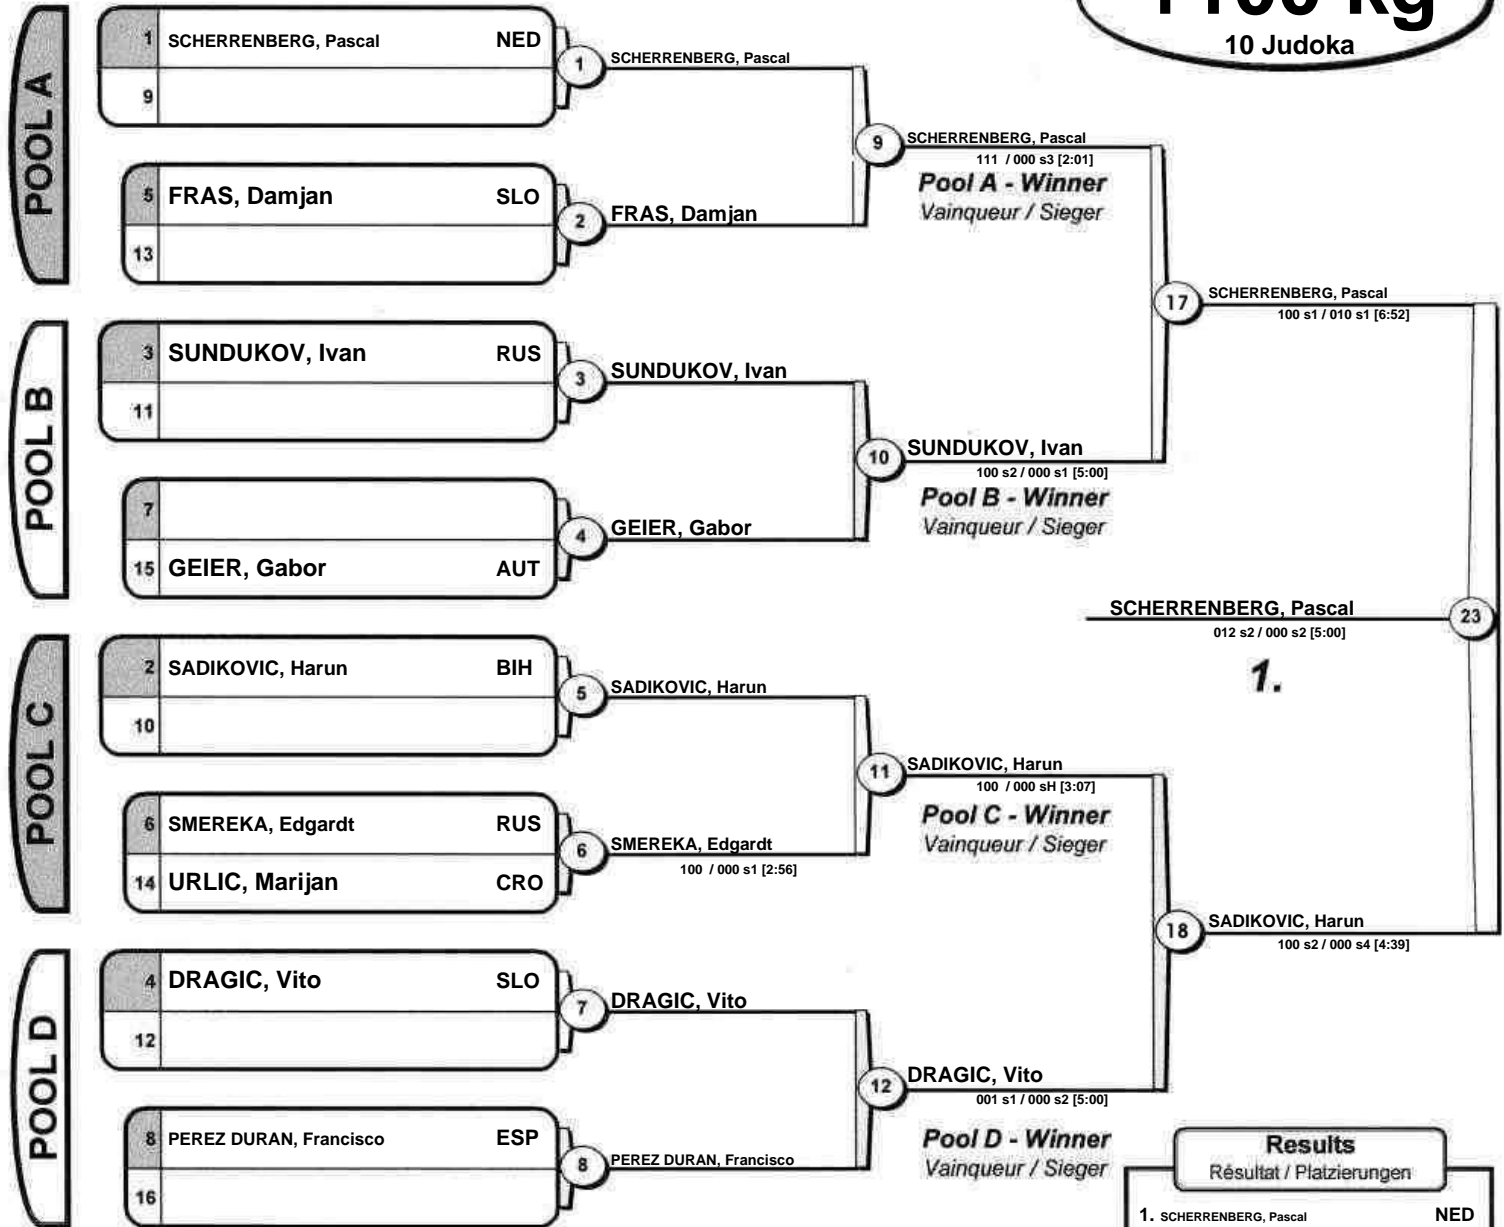 10 Judoka
POOL A
1 SCHERRENBERG, Pascal NED
9
1 SCHERRENBERG, Pascal
5 FRAS, Damjan SLO
13
2 FRAS, Damjan
9 SCHERRENBERG, Pascal
111 / 000 s3 [2:01]
Pool A - Winner
Vainqueur / Sieger
POOL B
3 SUNDUKOV, Ivan RUS
11
3 SUNDUKOV, Ivan
7
15 GEIER, Gabor AUT
4 GEIER, Gabor
10 SUNDUKOV, Ivan
100 s2 / 000 s1 [5:00]
Pool B - Winner
Vainqueur / Sieger
17 SCHERRENBERG, Pascal
100 s1 / 010 s1 [6:52]
SCHERRENBERG, Pascal 23
012 s2 / 000 s2 [5:00]
1.
POOL C
2 SADIKOVIC, Harun BIH
10
5 SADIKOVIC, Harun
6 SMEREKA, Edgardt RUS
14 URLIC, Marijan CRO
6 SMEREKA, Edgardt
100 / 000 s1 [2:56]
11 SADIKOVIC, Harun
100 / 000 sH [3:07]
Pool C - Winner
Vainqueur / Sieger
18 SADIKOVIC, Harun
100 s2 / 000 s4 [4:39]
POOL D
4 DRAGIC, Vito SLO
12
7 DRAGIC, Vito
8 PEREZ DURAN, Francisco ESP
16
8 PEREZ DURAN, Francisco
12 DRAGIC, Vito
001 s1 / 000 s2 [5:00]
Pool D - Winner
Vainqueur / Sieger
Results
Résultat / Platzierungen
1. SCHERRENBERG, Pascal NED